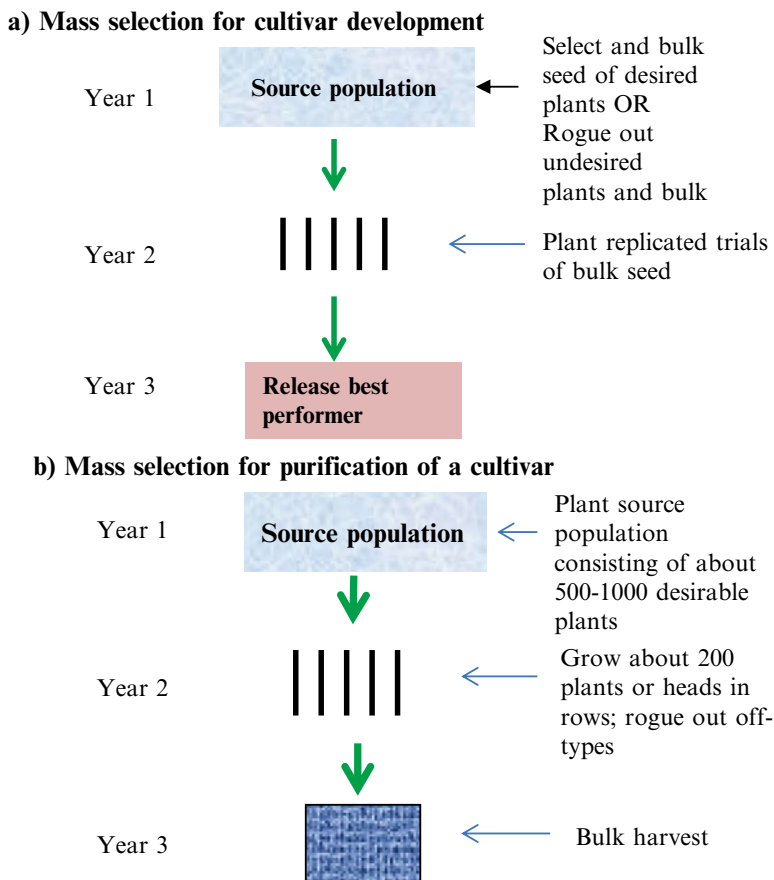 a) Mass selection for cultivar development
Year 1
Source population
Select and bulk
seed of desired
plants OR
Rogue out
undesired
plants and bulk
Year 2
Plant replicated trials
of bulk seed
Year 3
Release best
performer
b) Mass selection for purification of a cultivar
Year 1
Source population
Plant source
population
consisting of about
500-1000 desirable
plants
Year 2
Grow about 200
plants or heads in
rows; rogue out off-
types
Year 3
Bulk harvest